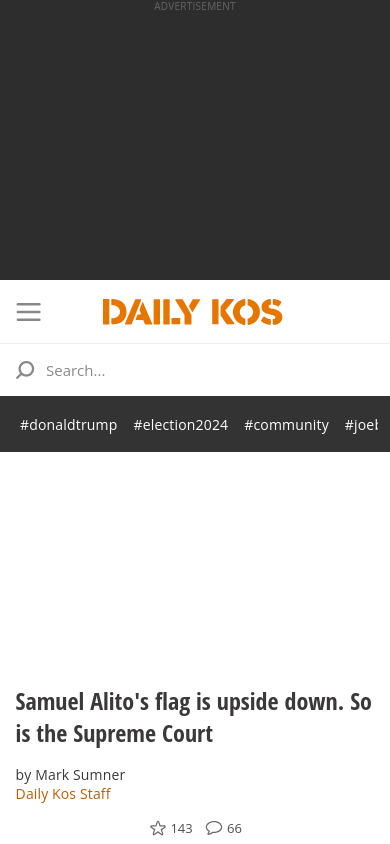 ADVERTISEMENT
DAILY KOS
Search...
#donaldtrump #election2024 #community
Samuel Alito's flag is upside down. So
is the Supreme Court
by Mark Sumner
Daily Kos Staff
143 66